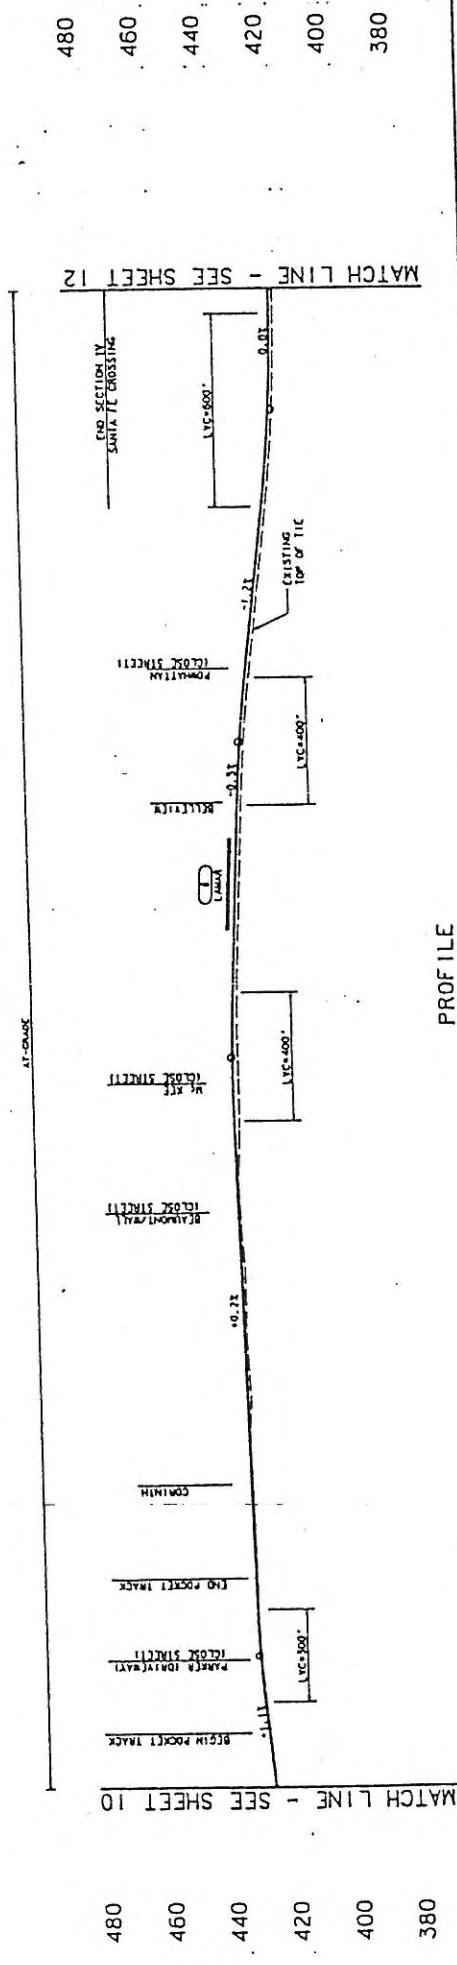 480
460
440
420
400
380
MATCH LINE - SEE SHEET 10
BEGIN POCKET TRACK
+1.1%
PARKER (DRIVEWAY)
(CLOSE STREET)
LVC=300'
END POCKET TRACK
CORINTH
AT-GRADE
+0.2%
BEAUMONT/WALL
(CLOSE STREET)
Mc KEE
(CLOSE STREET)
LVC=400'
LAMAR
BELLEVIEW
-0.5%
LVC=400'
POWHATTAN
(CLOSE STREET)
-1.2%
EXISTING
TOP OF TIE
LVC=600'
0.0%
END SECTION IV
SANTA FE CROSSING
MATCH LINE - SEE SHEET 12
480
460
440
420
400
380
PROFILE